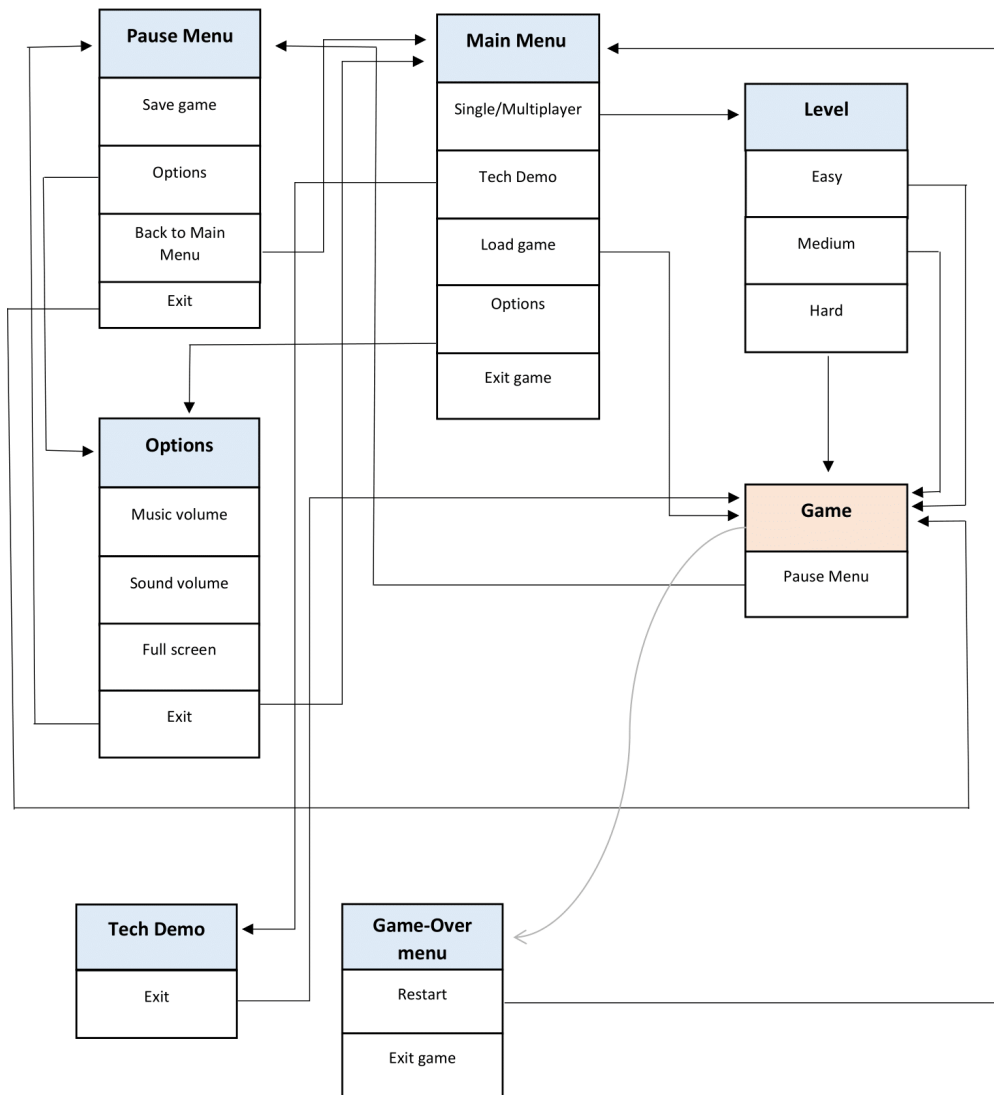 Pause Menu
Save game
Options
Back to Main
Menu
Exit
Main Menu
Single/Multiplayer
Tech Demo
Load game
Options
Exit game
Level
Easy
Medium
Hard
Options
Music volume
Sound volume
Full screen
Exit
Game
Pause Menu
Tech Demo
Exit
Game-Over
menu
Restart
Exit game